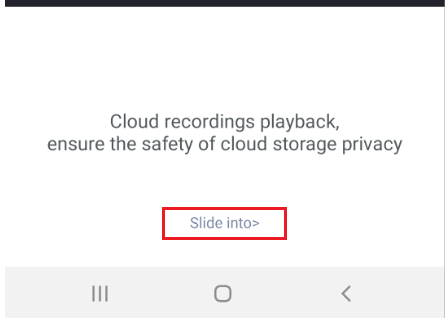 Cloud recordings playback,
ensure the safety of cloud storage privacy
Slide into>